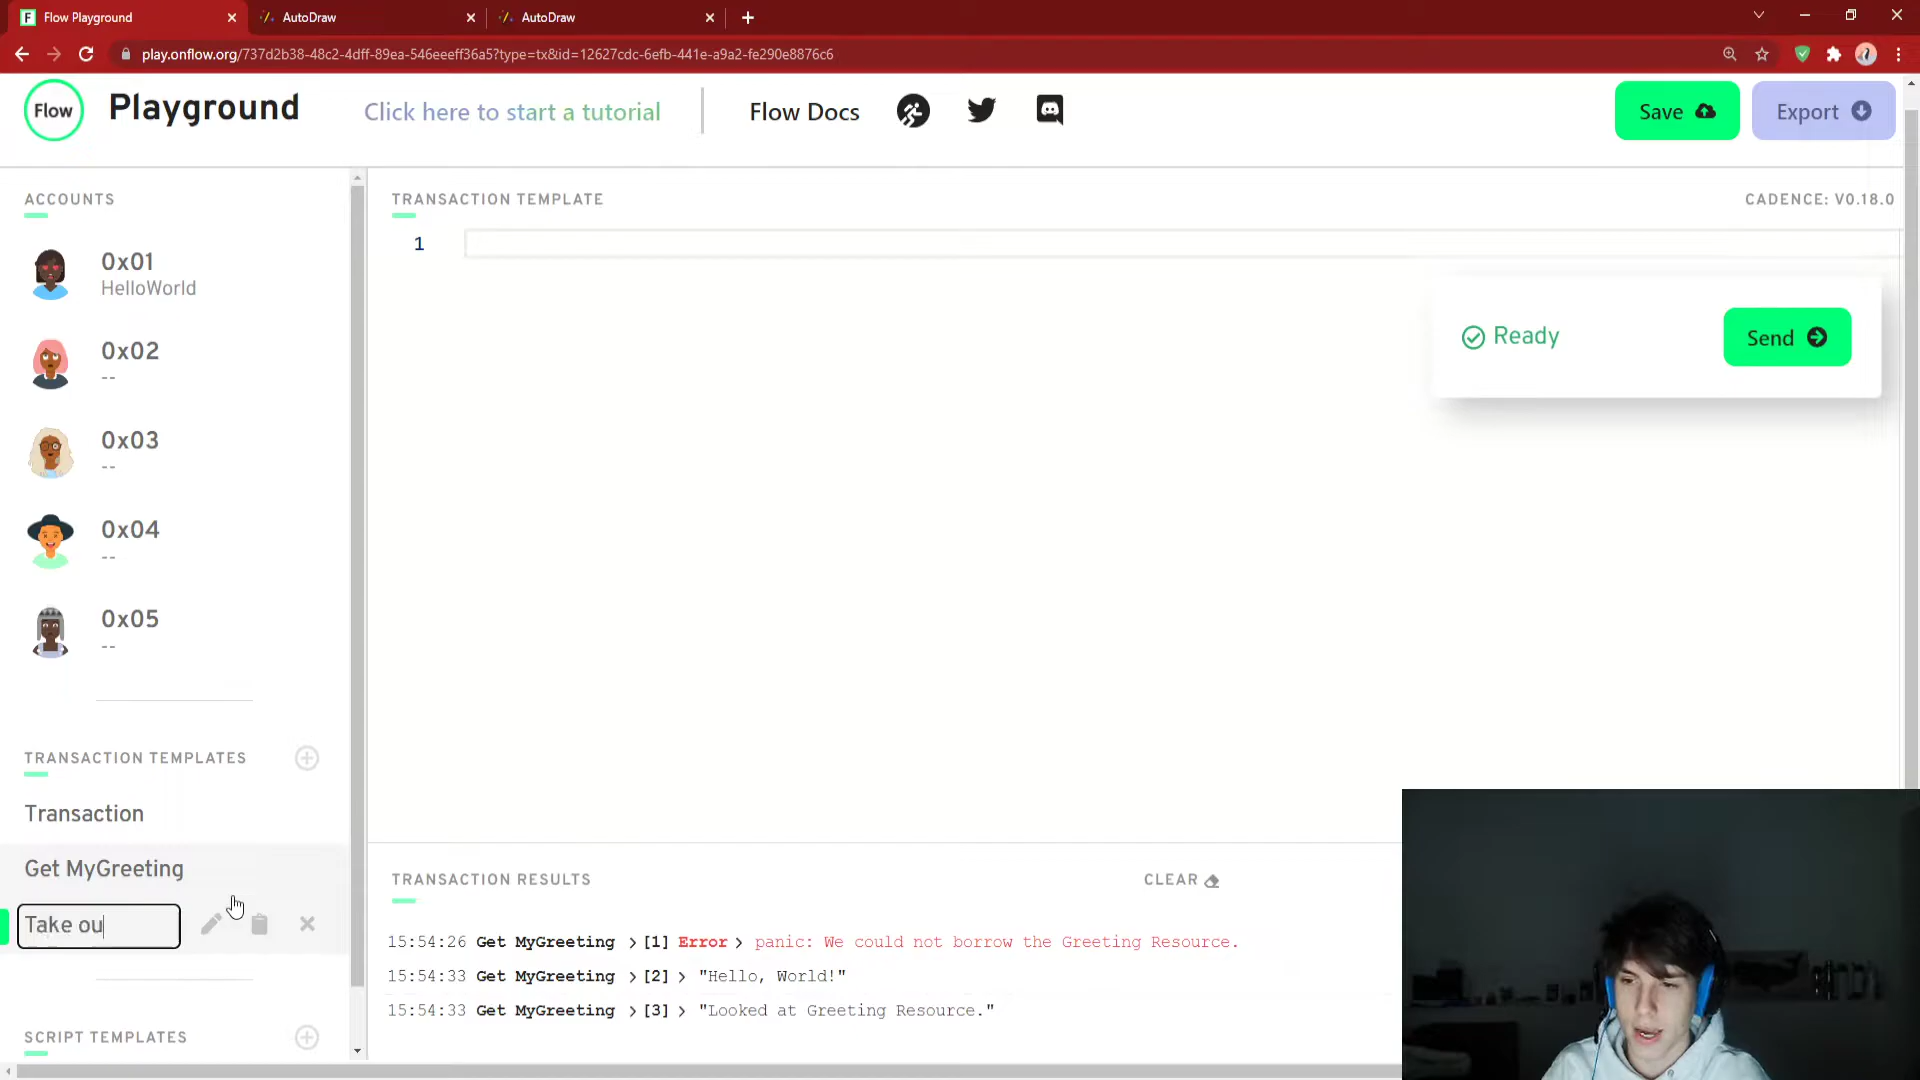 Flow Playground
AutoDraw
AutoDraw
play.onflow.org/737d2b38-48c2-4dff-89ea-546eeeff36a5?type=tx&id=12627cdc-6efb-441e-a9a2-fe290e8876c6
Flow
Playground
Click here to start a tutorial
Flow Docs
Save
Export
ACCOUNTS
0x01
HelloWorld
0x02
--
0x03
--
0x04
--
0x05
--
TRANSACTION TEMPLATES
Transaction
Get MyGreeting
Take ou
SCRIPT TEMPLATES
TRANSACTION TEMPLATE
CADENCE: V0.18.0
1
Ready
Send
TRANSACTION RESULTS
CLEAR
15:54:26 Get MyGreeting > [1] Error > panic: We could not borrow the Greeting Resource.
15:54:33 Get MyGreeting > [2] > "Hello, World!"
15:54:33 Get MyGreeting > [3] > "Looked at Greeting Resource."